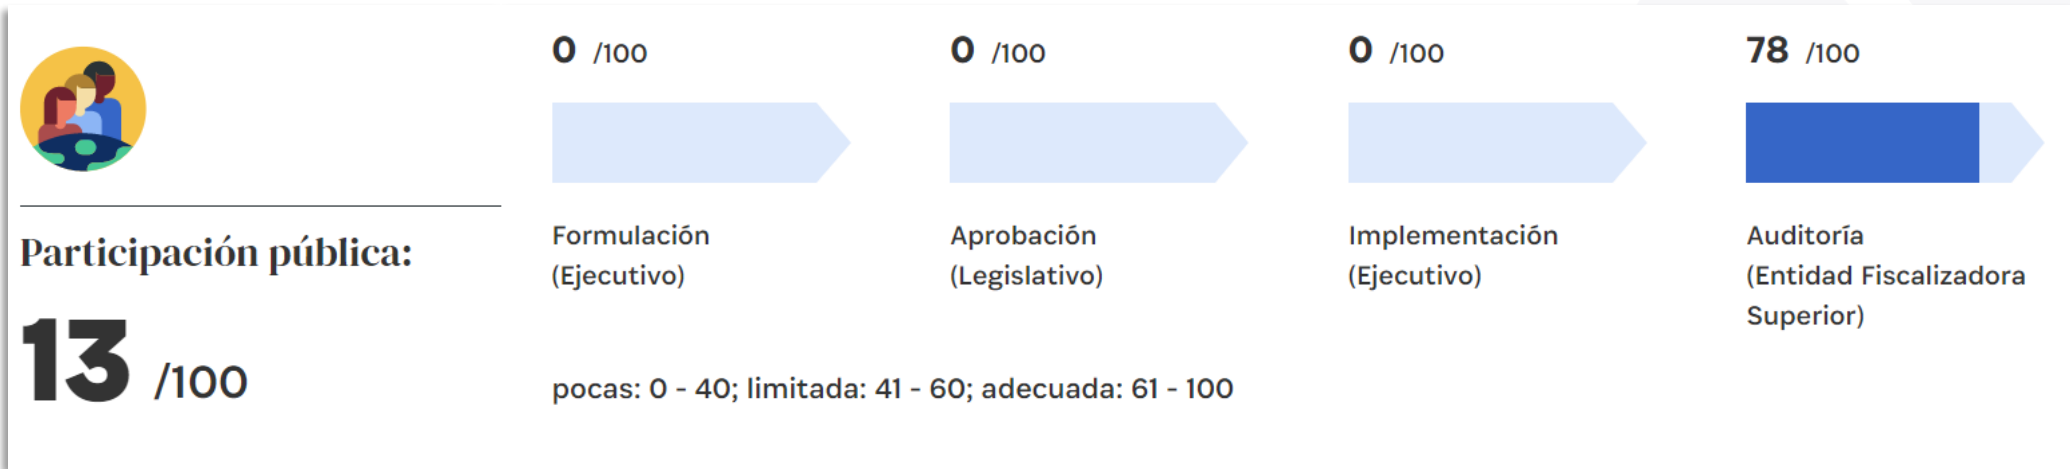 Participación pública:
13 /100
0 /100
Formulación
(Ejecutivo)
0 /100
Aprobación
(Legislativo)
0 /100
Implementación
(Ejecutivo)
78 /100
Auditoría
(Entidad Fiscalizadora
Superior)
pocas: 0 - 40; limitada: 41 - 60; adecuada: 61 - 100